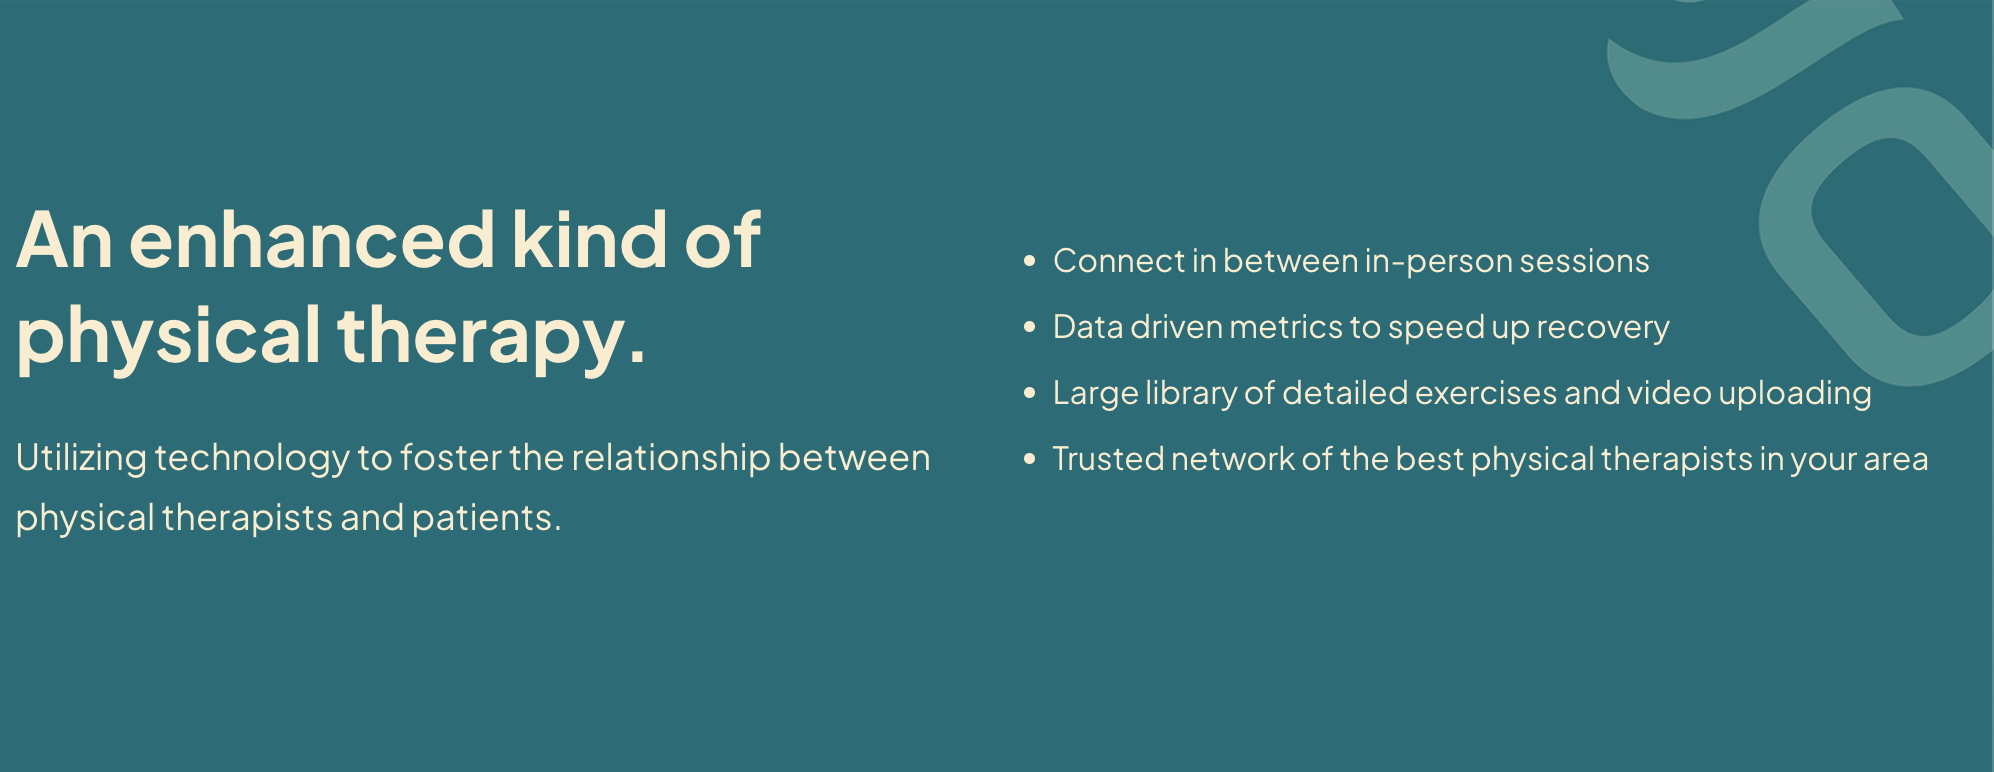 An enhanced kind of
physical therapy.
Utilizing technology to foster the relationship between
physical therapists and patients.
• Connect in between in-person sessions
• Data driven metrics to speed up recovery
• Large library of detailed exercises and video uploading
• Trusted network of the best physical therapists in your area